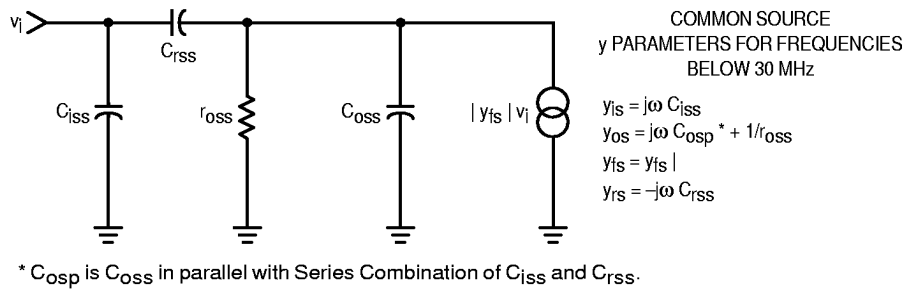 vi
Crss
Ciss
ross
Coss
| yfs | vi
COMMON SOURCE
y PARAMETERS FOR FREQUENCIES
BELOW 30 MHz
yis = jω Ciss
yos = jω Cosp * + 1/ross
yfs = yfs |
yrs = –jω Crss
* Cosp is Coss in parallel with Series Combination of Ciss and Crss.